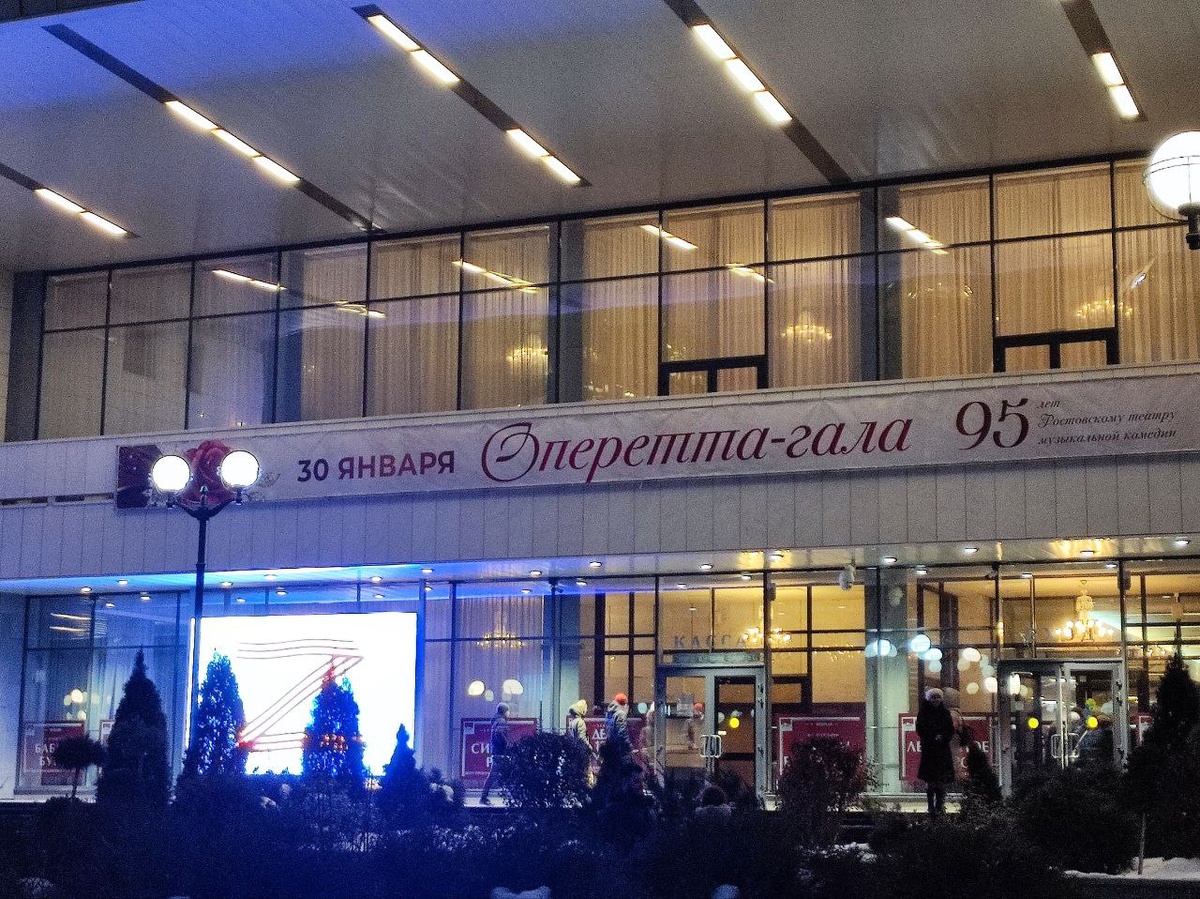 30 ЯНВАРЯ Оперетта-гала 95 лет
Ростовскому театру
музыкальной комедии
Z
КАССА